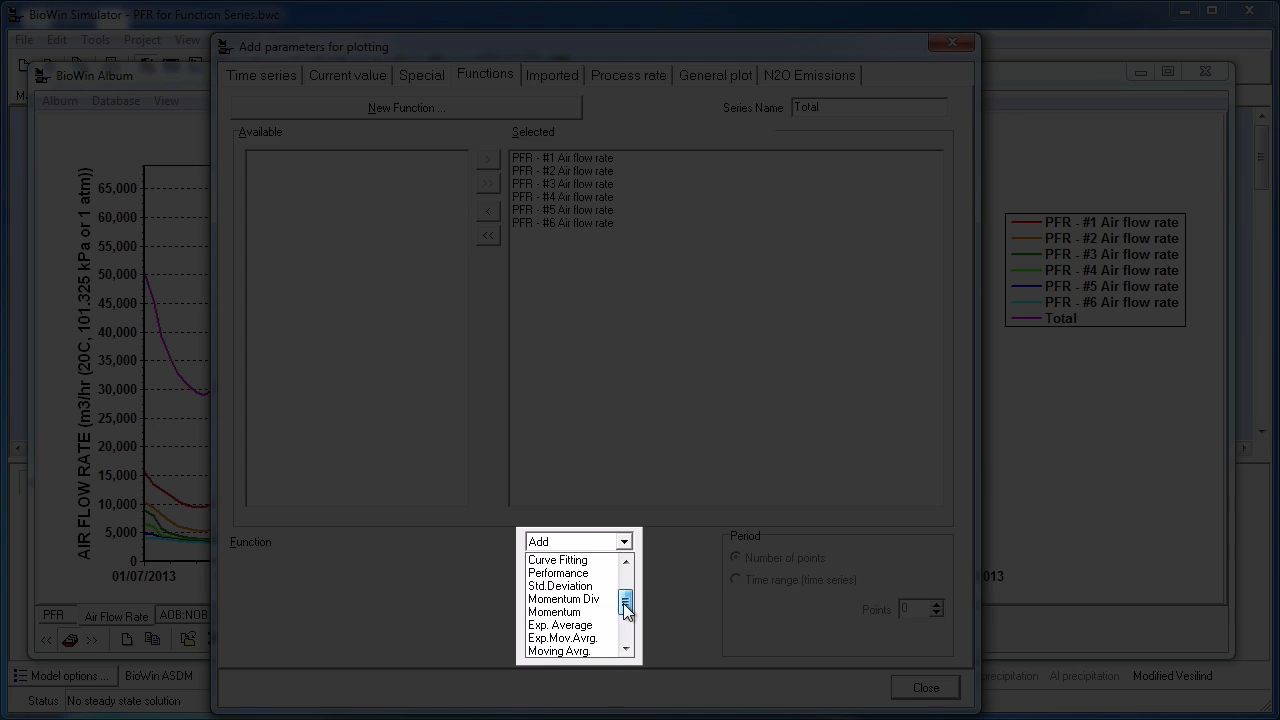 BioWin Simulator - PFR for Function Series.bwc
File Edit Tools Project View
Add parameters for plotting
BioWin Album
Time series Current value Special Functions Imported Process rate General plot N2O Emissions
Album Database View
New Function ...
Series Name Total
Available
Selected
PFR - #1 Air flow rate
PFR - #2 Air flow rate
PFR - #3 Air flow rate
PFR - #4 Air flow rate
PFR - #5 Air flow rate
PFR - #6 Air flow rate
AIR FLOW RATE (m3/hr (20C, 101.325 kPa or 1 atm))
65,000
60,000
55,000
50,000
45,000
40,000
35,000
30,000
25,000
20,000
15,000
10,000
5,000
0
01/07/2013
013
PFR - #1 Air flow rate
PFR - #2 Air flow rate
PFR - #3 Air flow rate
PFR - #4 Air flow rate
PFR - #5 Air flow rate
PFR - #6 Air flow rate
Total
Function
Add
Curve Fitting
Performance
Std.Deviation
Momentum Div
Momentum
Exp. Average
Exp.Mov.Avrg.
Moving Avrg.
Period
Number of points
Time range (time series)
Points 0
PFR Air Flow Rate AOB:NOB
Close
Model options ... BioWin ASDM
recipitation Al precipitation Modified Vesilind
Status No steady state solution